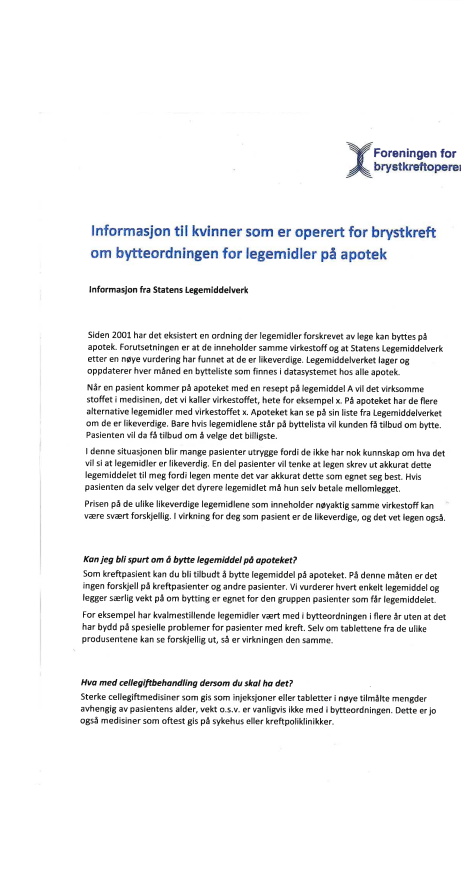 Foreningen for
brystkreftoperer
Informasjon til kvinner som er operert for brystkreft
om bytteordningen for legemidler på apotek
Informasjon fra Statens Legemiddelverk
Siden 2001 har det eksistert en ordning der legemidler forskrevet av lege kan byttes på
apotek. Forutsetningen er at de inneholder samme virkestoff og at Statens Legemiddelverk
etter en nøye vurdering har funnet at de er likeverdige. Legemiddelverket lager og
oppdaterer hver måned en bytteliste som finnes i datasystemet hos alle apotek.
Når en pasient kommer på apoteket med en resept på legemiddel A vil det virksomme
stoffet i medisinen, det vi kaller virkestoffet, hete for eksempel x. På apoteket har de flere
alternative legemidler med virkestoffet x. Apoteket kan se på sin liste fra Legemiddelverket
om de er likeverdige. Bare hvis legemidlene står på byttelista vil kunden få tilbud om bytte.
Pasienten vil da få tilbud om å velge det billigste.
I denne situasjonen blir mange pasienter utrygge fordi de ikke har nok kunnskap om hva det
vil si at legemidler er likeverdig. En del pasienter vil tenke at legen skrev ut akkurat dette
legemiddelet til meg fordi legen mente det var akkurat dette som egnet seg best. Hvis
pasienten da selv velger det dyrere legemidlet må hun selv betale mellomlegget.
Prisen på de ulike likeverdige legemidlene som inneholder nøyaktig samme virkestoff kan
være svært forskjellig. I virkning for deg som pasient er de likeverdige, og det vet legen også.
Kan jeg bli spurt om å bytte legemiddel på apoteket?
Som kreftpasient kan du bli tilbudt å bytte legemiddel på apoteket. På denne måten er det
ingen forskjell på kreftpasienter og andre pasienter. Vi vurderer hvert enkelt legemiddel og
legger særlig vekt på om bytting er egnet for den gruppen pasienter som får legemiddelet.
For eksempel har kvalmestillende legemidler vært med i bytteordningen i flere år uten at det
har bydd på spesielle problemer for pasienter med kreft. Selv om tablettene fra de ulike
produsentene kan se forskjellig ut, så er virkningen den samme.
Hva med cellegiftbehandling dersom du skal ha det?
Sterke cellegiftmedisiner som gis som injeksjoner eller tabletter i nøye tilmålte mengder
avhengig av pasientens alder, vekt o.s.v. er vanligvis ikke med i bytteordningen. Dette er jo
også medisiner som oftest gis på sykehus eller kreftpoliklinikker.